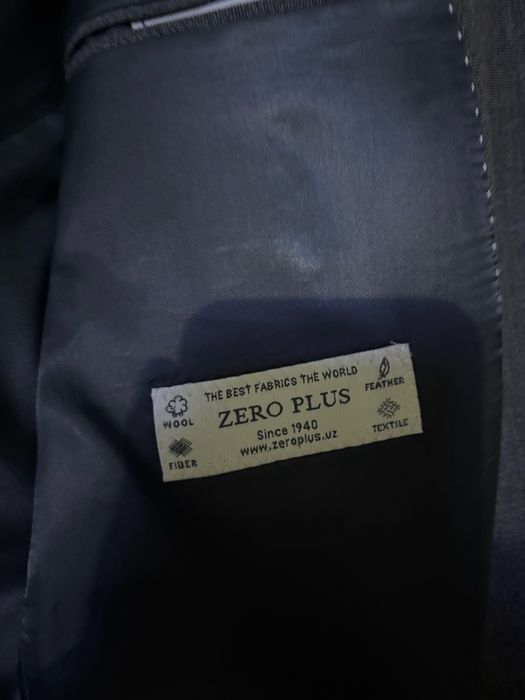 THE BEST FABRICS THE WORLD
FEATHER
WOOL
ZERO PLUS
Since 1940
TEXTILE
www.zeroplus.uz
FIBER